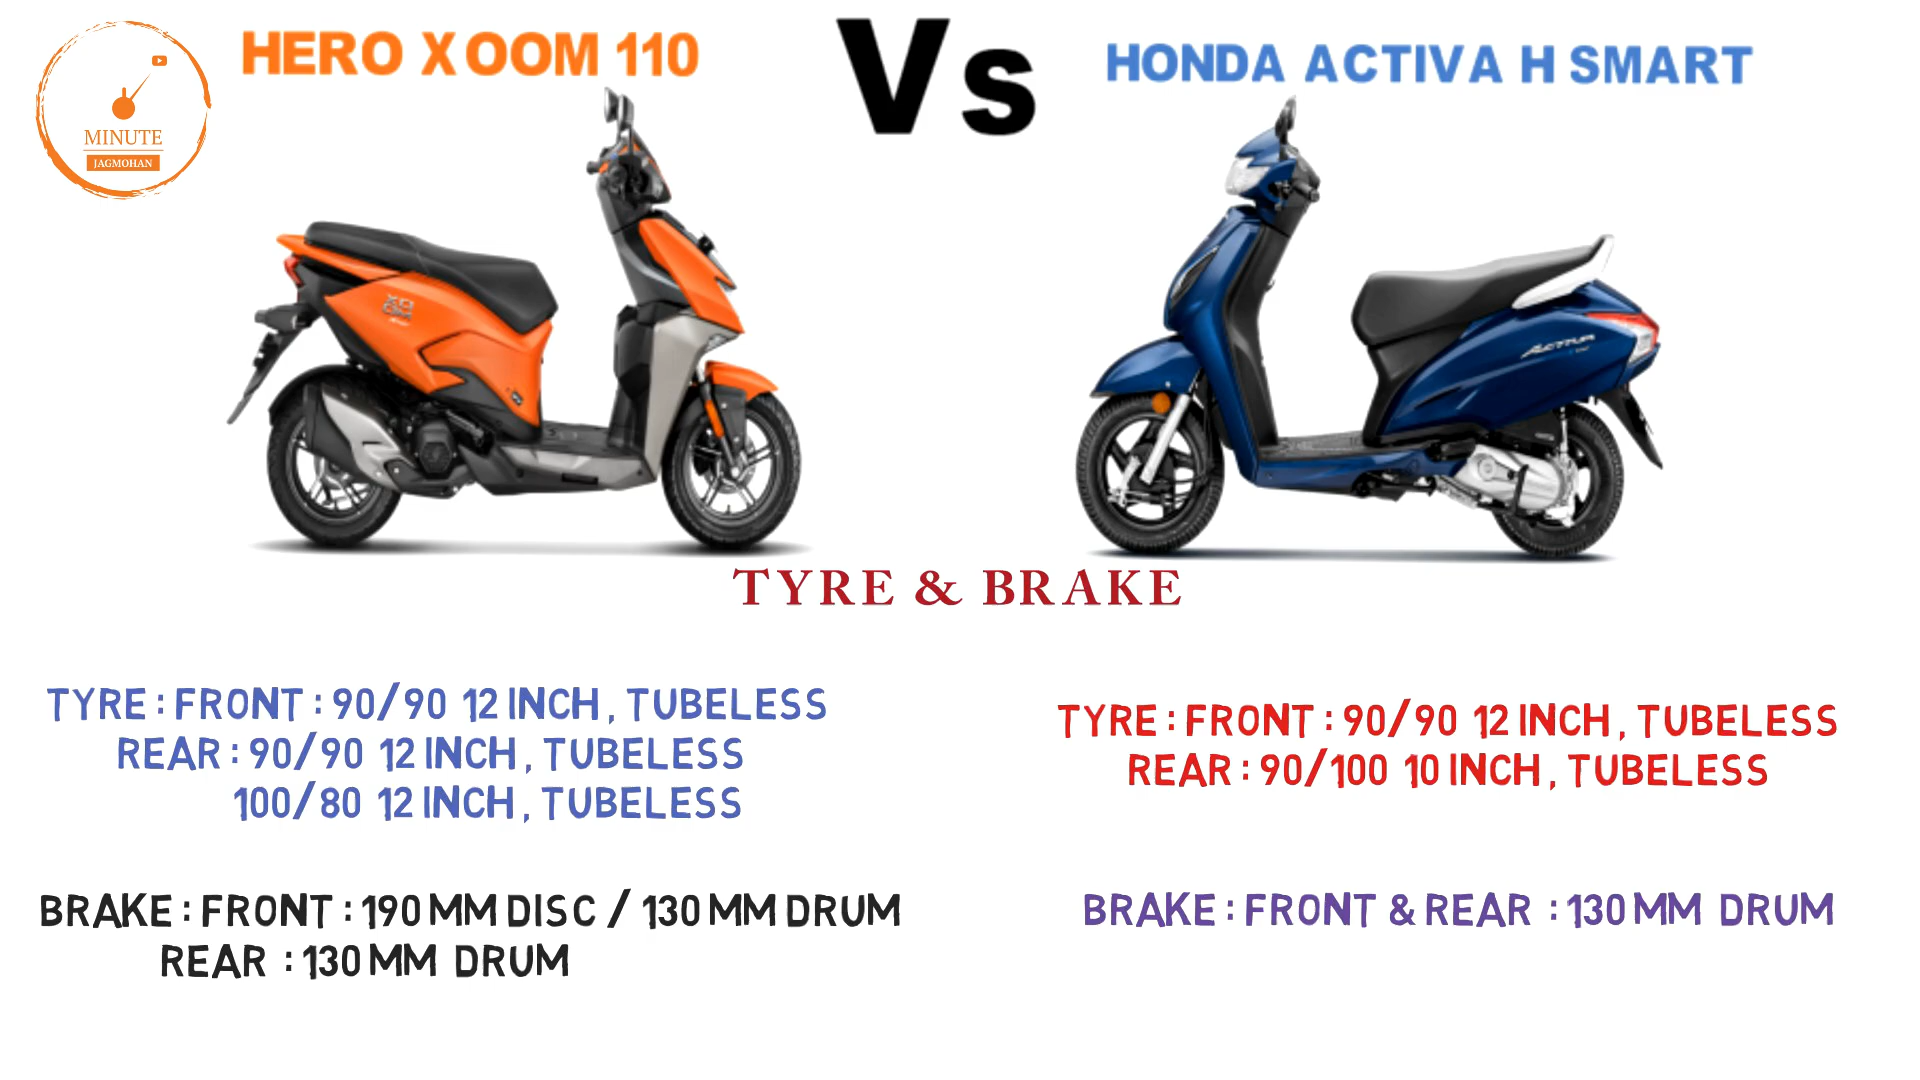 HERO XOOM 110
Vs
HONDA ACTIVA H SMART
MINUTE
JAGMOHAN
XOOM
ACTIVA
TYRE & BRAKE
TYRE : FRONT : 90/90 12 INCH, TUBELESS
REAR : 90/90 12 INCH, TUBELESS
100/80 12 INCH, TUBELESS
BRAKE : FRONT : 190 MM DISC / 130 MM DRUM
REAR : 130 MM DRUM
TYRE : FRONT : 90/90 12 INCH, TUBELESS
REAR : 90/100 10 INCH, TUBELESS
BRAKE : FRONT & REAR : 130 MM DRUM